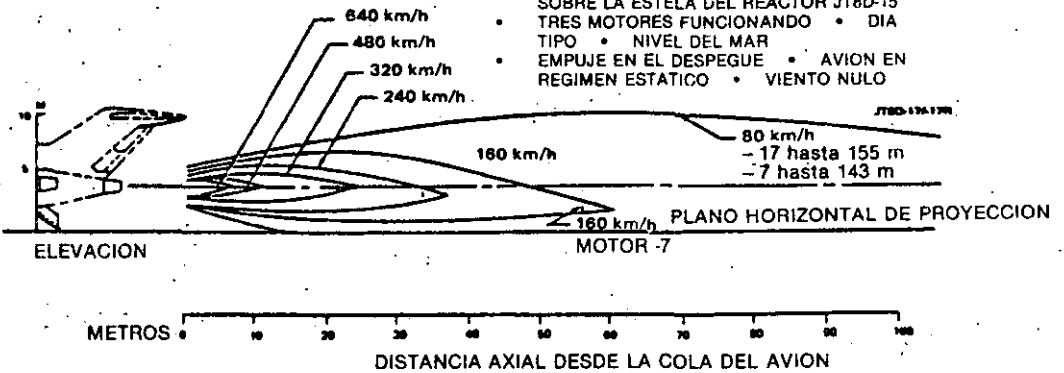 SOBRE LA ESTELA DEL REACTOR JT8D-15
• TRES MOTORES FUNCIONANDO • DIA
TIPO • NIVEL DEL MAR
• EMPUJE EN EL DESPEGUE • AVION EN
REGIMEN ESTATICO • VIENTO NULO
640 km/h
480 km/h
320 km/h
240 km/h
M
10
5
160 km/h
80 km/h
- 17 hasta 155 m
- 7 hasta 143 m
160 km/h
PLANO HORIZONTAL DE PROYECCION
ELEVACION
MOTOR -7
METROS
0 10 20 30 40 50 60 70 80 90 100
DISTANCIA AXIAL DESDE LA COLA DEL AVION